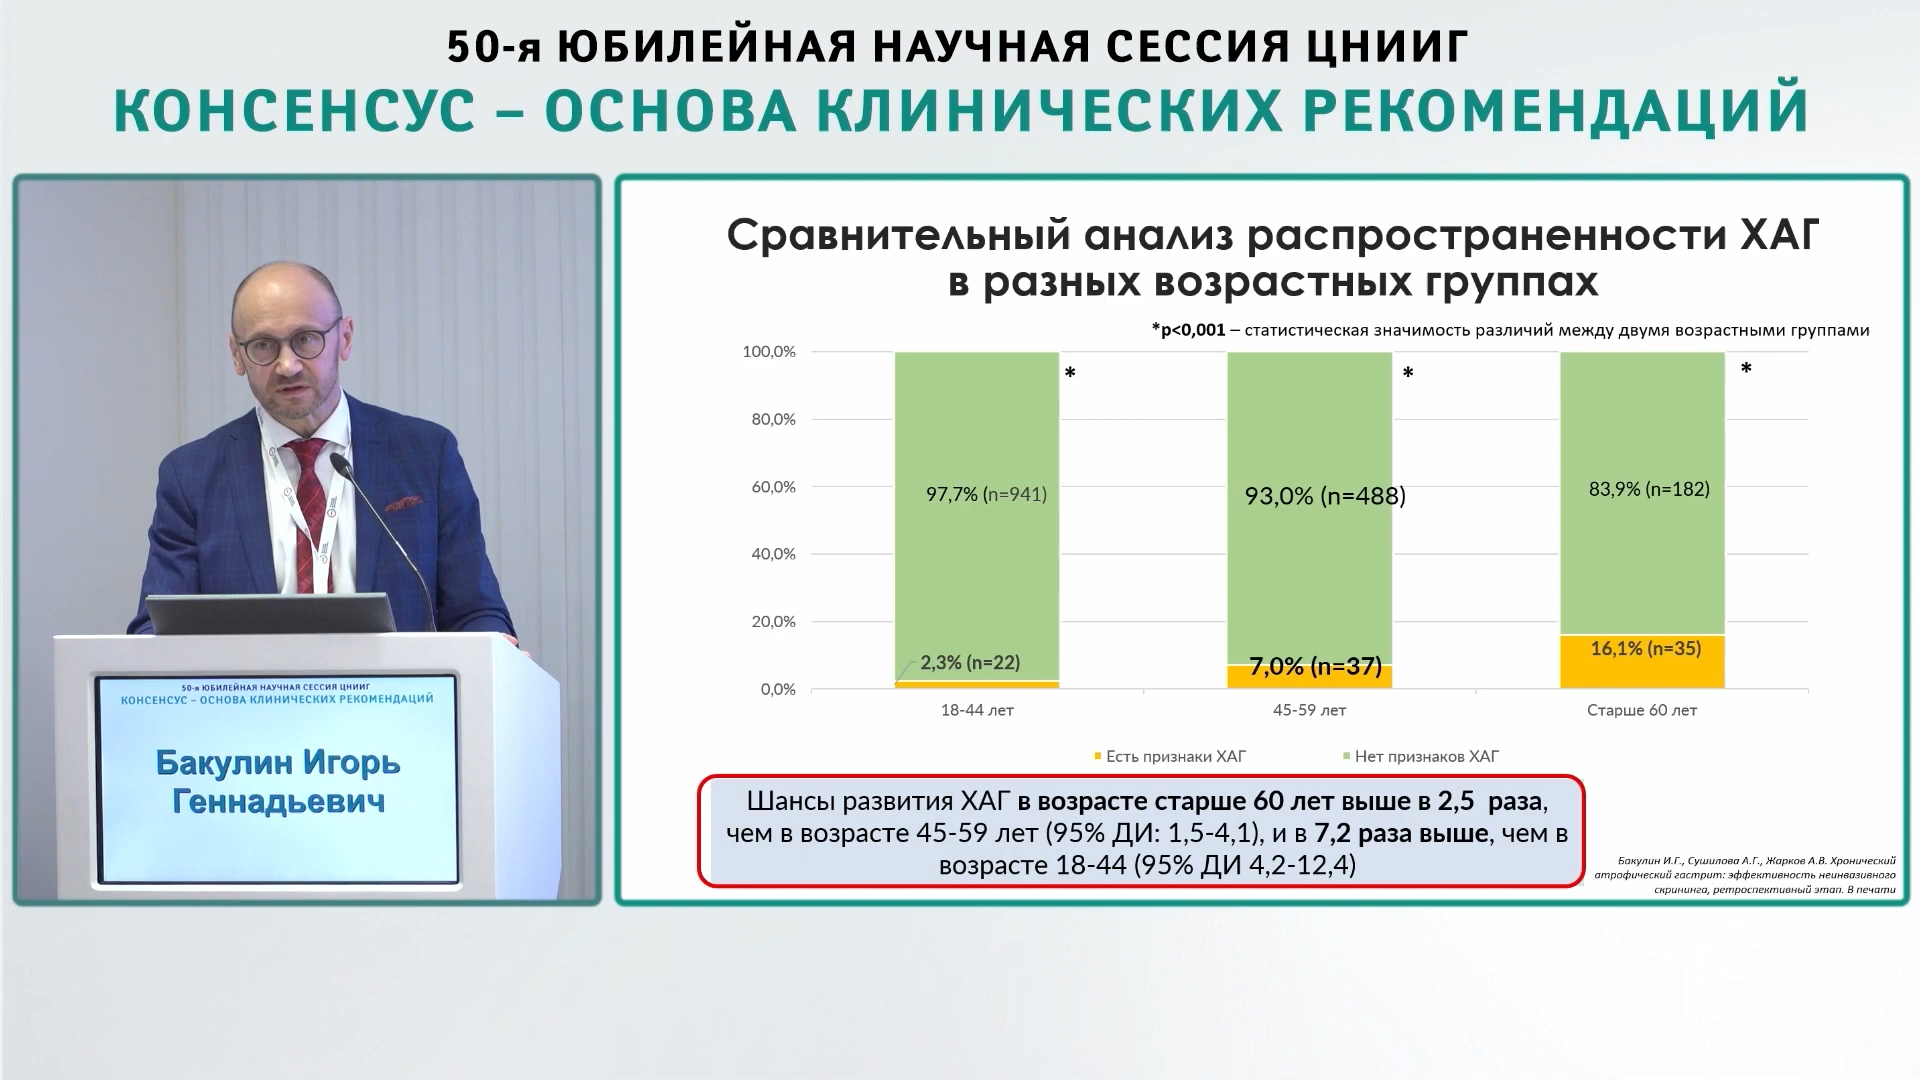 50-я ЮБИЛЕЙНАЯ НАУЧНАЯ СЕССИЯ ЦНИИГ
КОНСЕНСУС – ОСНОВА КЛИНИЧЕСКИХ РЕКОМЕНДАЦИЙ
50-я ЮБИЛЕЙНАЯ НАУЧНАЯ СЕССИЯ ЦНИИГ
КОНСЕНСУС – ОСНОВА КЛИНИЧЕСКИХ РЕКОМЕНДАЦИЙ
Бакулин Игорь
Геннадьевич
Сравнительный анализ распространенности ХАГ
в разных возрастных группах
*p<0,001 – статистическая значимость различий между двумя возрастными группами
100,0%
80,0%
60,0%
40,0%
20,0%
0,0%
* * *
97,7% (n=941) 93,0% (n=488) 83,9% (n=182)
2,3% (n=22) 7,0% (n=37) 16,1% (n=35)
18-44 лет 45-59 лет Старше 60 лет
Есть признаки ХАГ Нет признаков ХАГ
Шансы развития ХАГ в возрасте старше 60 лет выше в 2,5 раза,
чем в возрасте 45-59 лет (95% ДИ: 1,5-4,1), и в 7,2 раза выше, чем в
возрасте 18-44 (95% ДИ 4,2-12,4)
Бакулин И.Г., Сушилова А.Г., Жарков А.В. Хронический
атрофический гастрит: эффективность неинвазивного
скрининга, ретроспективный этап. В печати